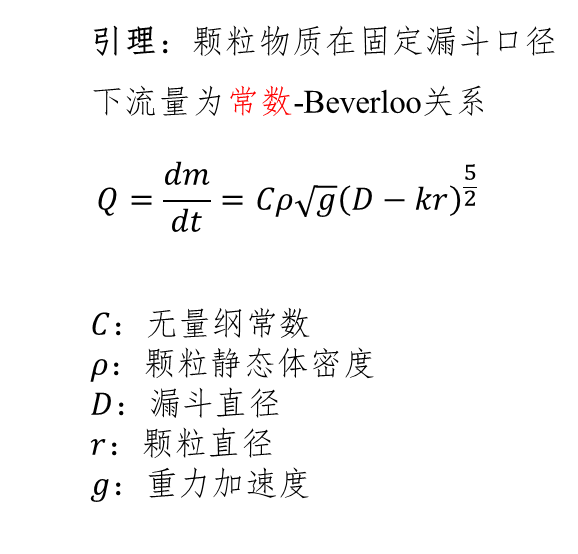 引理：颗粒物质在固定漏斗口径
下流量为常数-Beverloo关系
Q = dm/dt = Cρ√g(D − kr)^(5/2)
C：无量纲常数
ρ：颗粒静态体密度
D：漏斗直径
r：颗粒直径
g：重力加速度